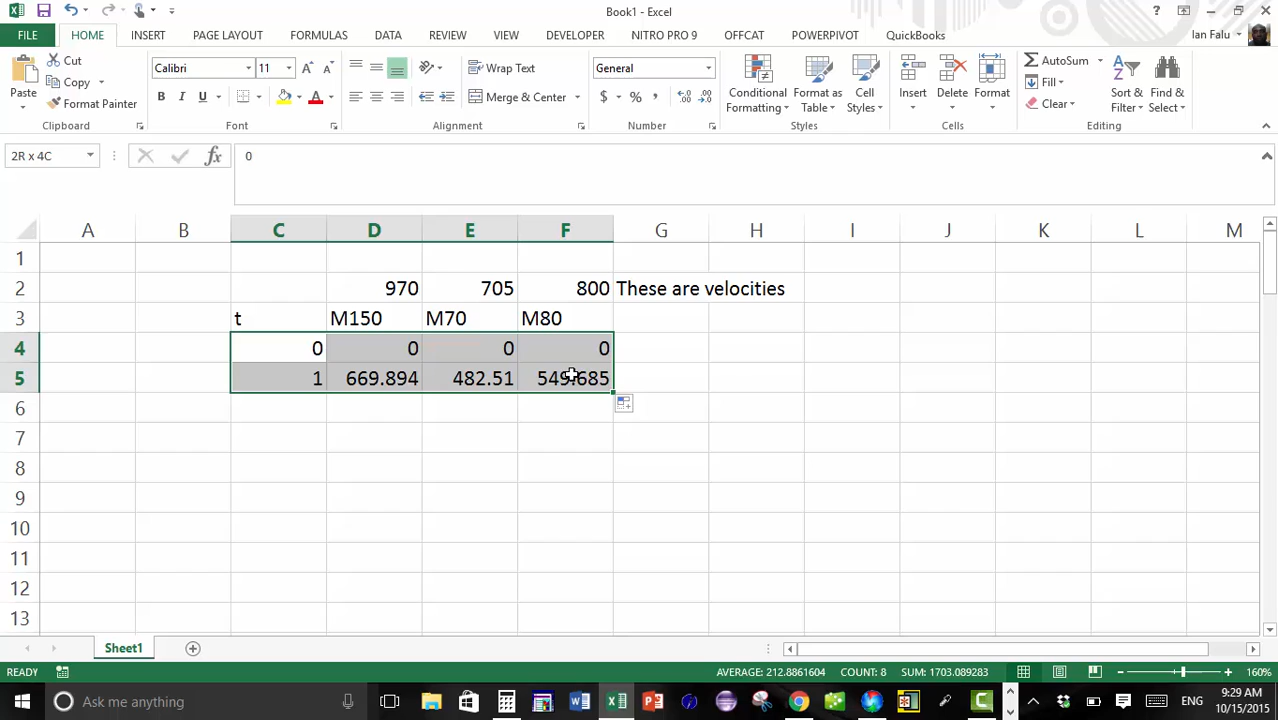 Book1 - Excel
?
FILE HOME INSERT PAGE LAYOUT FORMULAS DATA REVIEW VIEW DEVELOPER NITRO PRO 9 OFFCAT POWERPIVOT QuickBooks Ian Falu
Paste
Cut
Copy
Format Painter
Clipboard
Calibri 11
B I U
Font
Wrap Text
Merge & Center
Alignment
General
$ % ,
Number
Conditional Formatting
Format as Table
Cell Styles
Styles
Insert Delete Format
Cells
AutoSum
Fill
Clear
Sort & Filter
Find & Select
Editing
2R x 4C fx 0
A B C D E F G H I J K L M
1
2 970 705 800 These are velocities
3 t M150 M70 M80
4 0 0 0 0
5 1 669.894 482.51 549.685
6
7
8
9
10
11
12
13
Sheet1
READY AVERAGE: 212.8861604 COUNT: 8 SUM: 1703.089283 160%
Ask me anything ENG 9:29 AM
10/15/2015